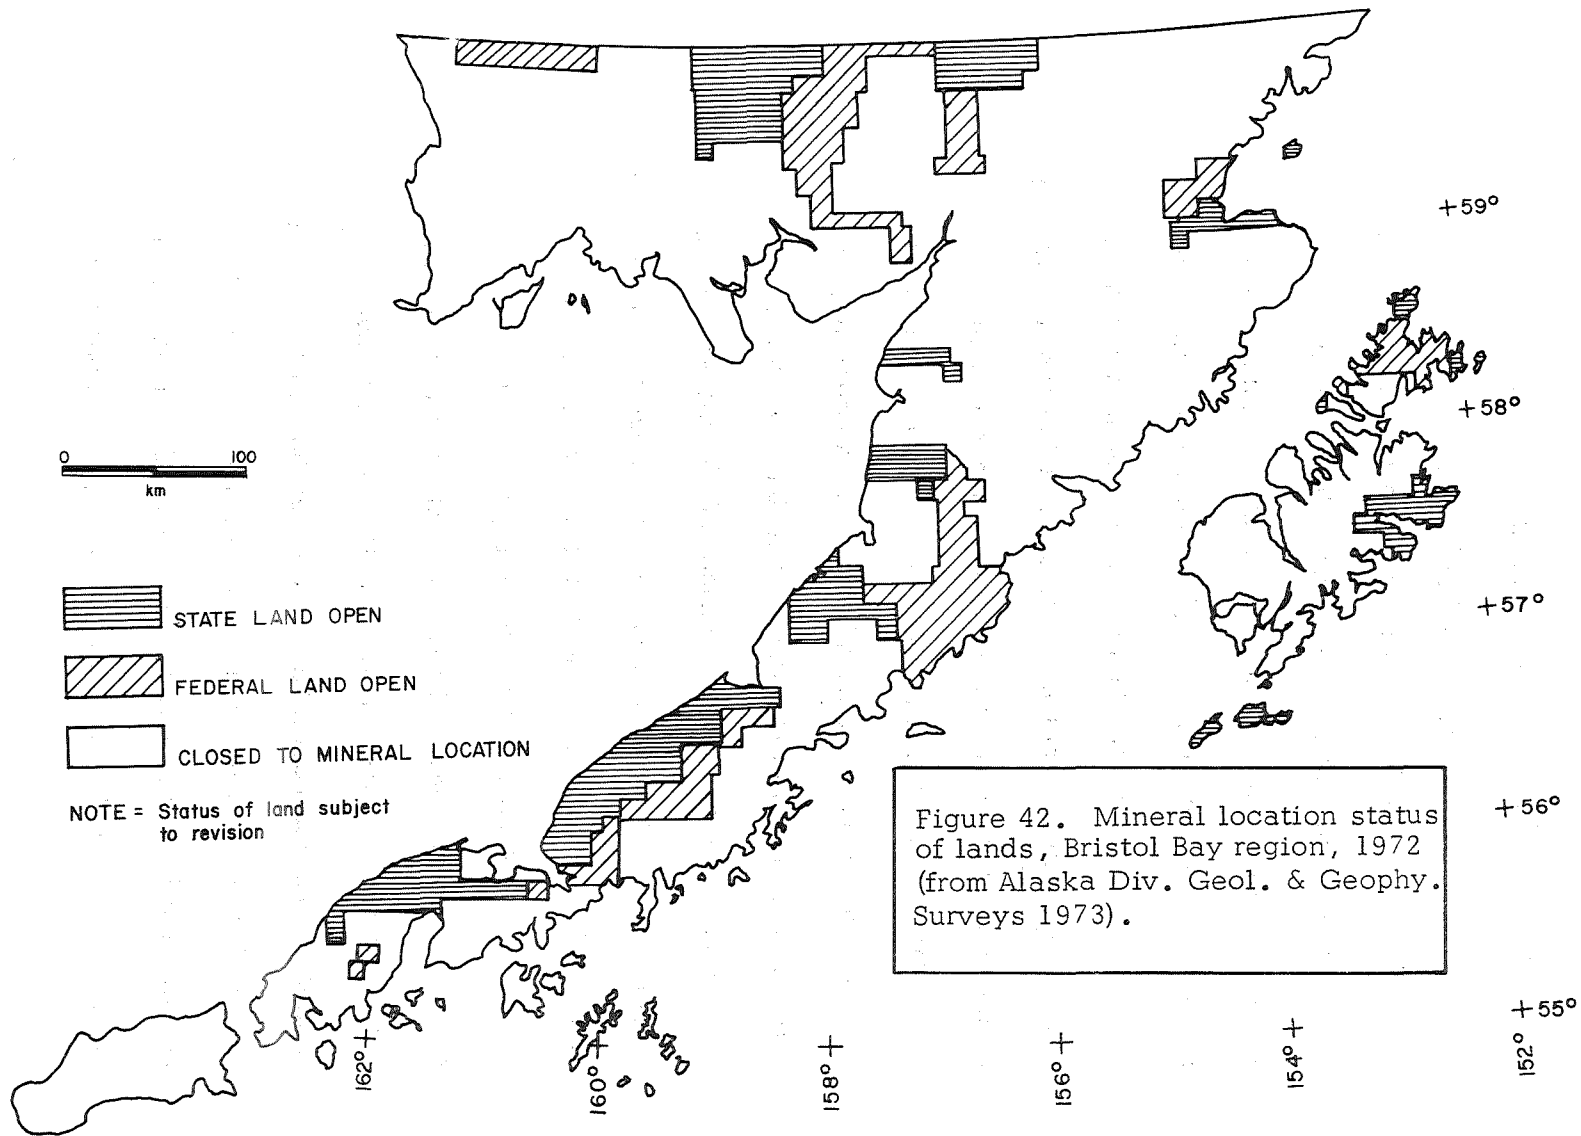 +59°
+58°
0 100
km
STATE LAND OPEN
+57°
FEDERAL LAND OPEN
CLOSED TO MINERAL LOCATION
NOTE = Status of land subject
to revision
+56°
Figure 42. Mineral location status
of lands, Bristol Bay region, 1972
(from Alaska Div. Geol. & Geophy.
Surveys 1973).
+55°
162°+
160°+
158°+
156°+
154°+
152°